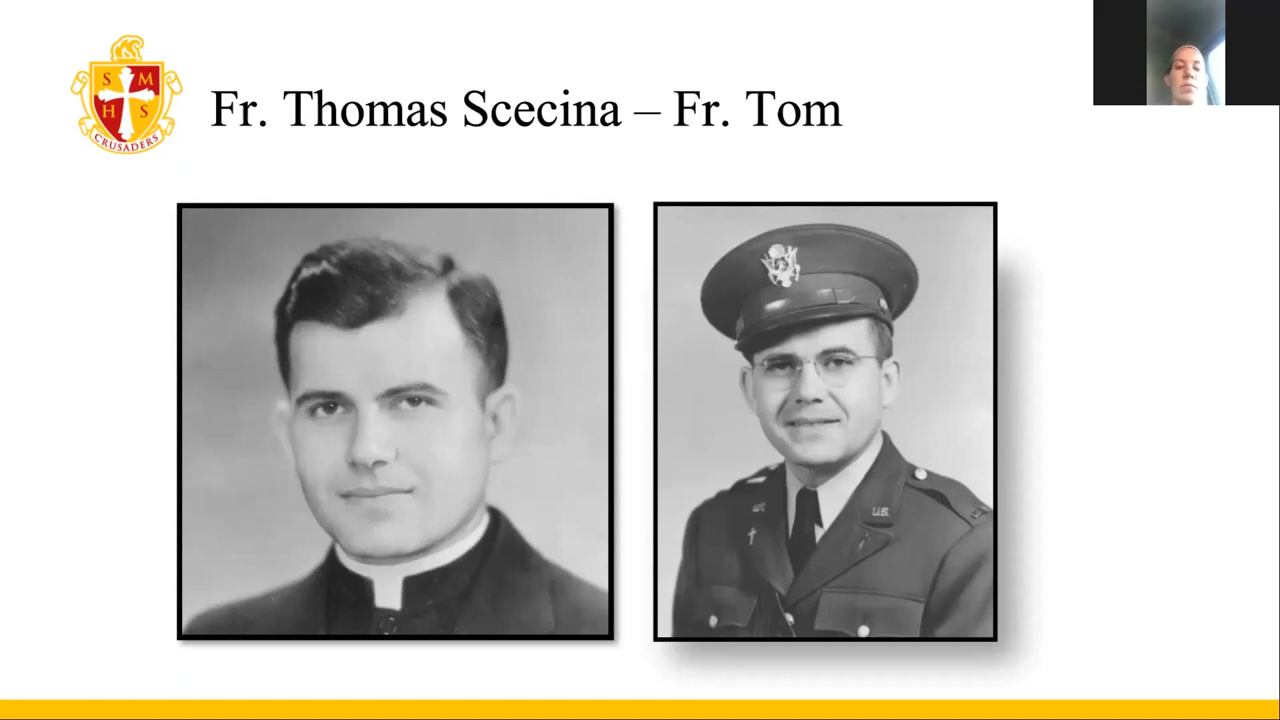 S M
H S
CRUSADERS
Fr. Thomas Scecina – Fr. Tom
U.S.